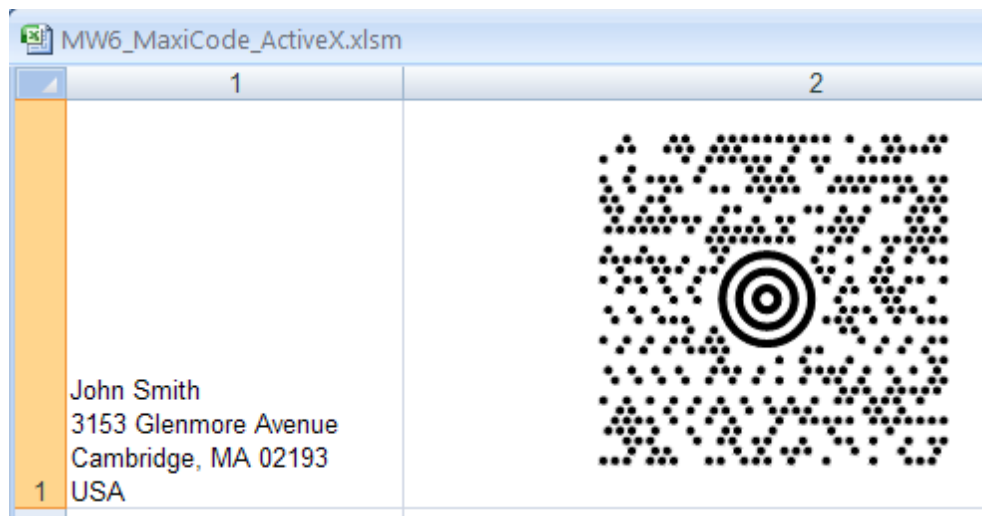 MW6_MaxiCode_ActiveX.xlsm
1 2
John Smith
3153 Glenmore Avenue
Cambridge, MA 02193
1 USA